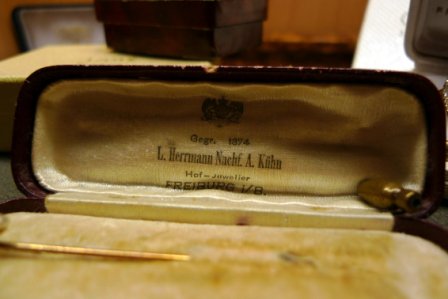 Gegr. 1874
L. Herrmann Nachf. A. Kühn
Hof-Juwelier
FREIBURG i/B.